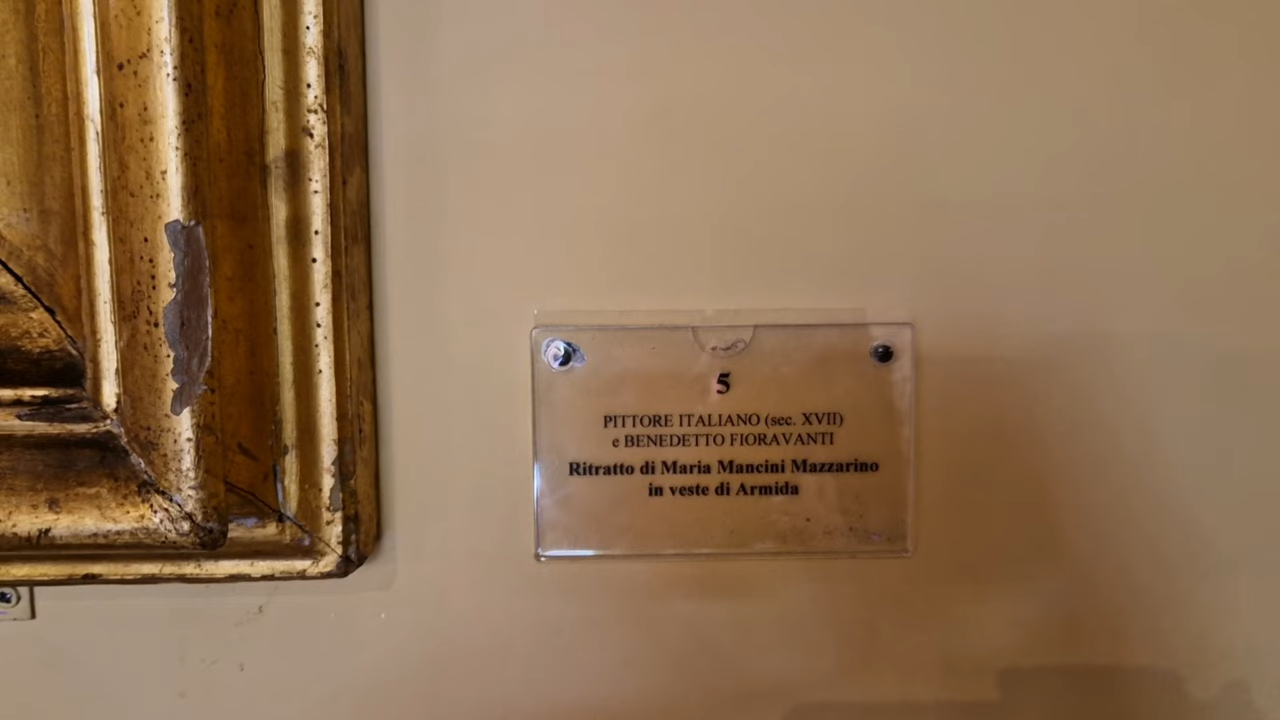 5
PITTORE ITALIANO (sec. XVII)
e BENEDETTO FIORAVANTI
Ritratto di Maria Mancini Mazzarino
in veste di Armida